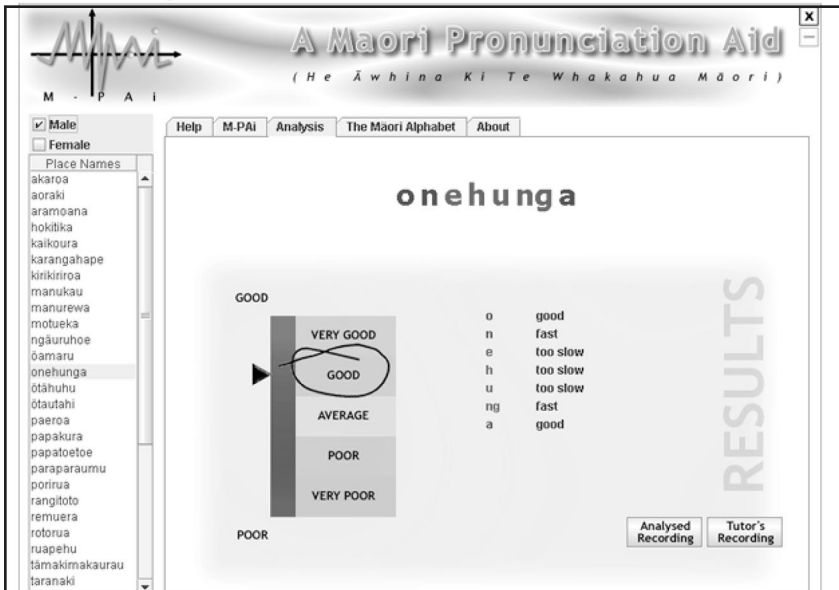 A Maori Pronunciation Aid
(He Āwhina Ki Te Whakahua Māori)
M - P A i
Male
Female
Place Names
akaroa
aoraki
aramoana
hokitika
kaikoura
karangahape
kirikiriroa
manukau
manurewa
motueka
ngāuruhoe
ōamaru
onehunga
ōtāhuhu
ōtautahi
paeroa
papakura
papatoetoe
paraparaumu
porirua
rangitoto
remuera
rotorua
ruapehu
tāmakimakaurau
taranaki
Help M-PAi Analysis The Māori Alphabet About
onehunga
GOOD
VERY GOOD
GOOD
AVERAGE
POOR
VERY POOR
POOR
o good
n fast
e too slow
h too slow
u too slow
ng fast
a good
RESULTS
Analysed Recording
Tutor's Recording